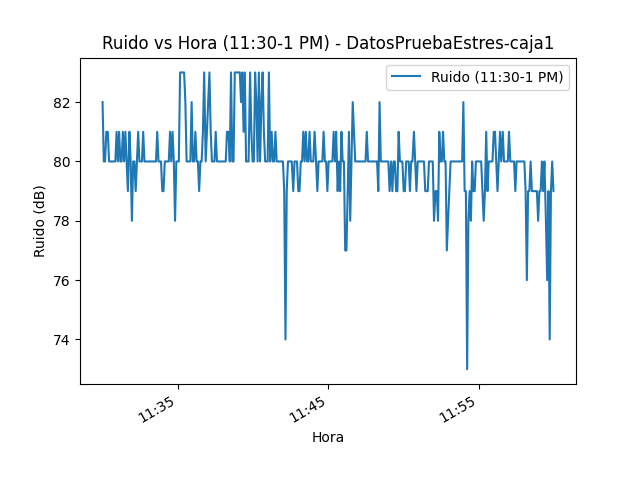 Ruido vs Hora (11:30-1 PM) - DatosPruebaEstres-caja1
Ruido (11:30-1 PM)
82
80
78
76
74
Ruido (dB)
11:35
11:45
11:55
Hora